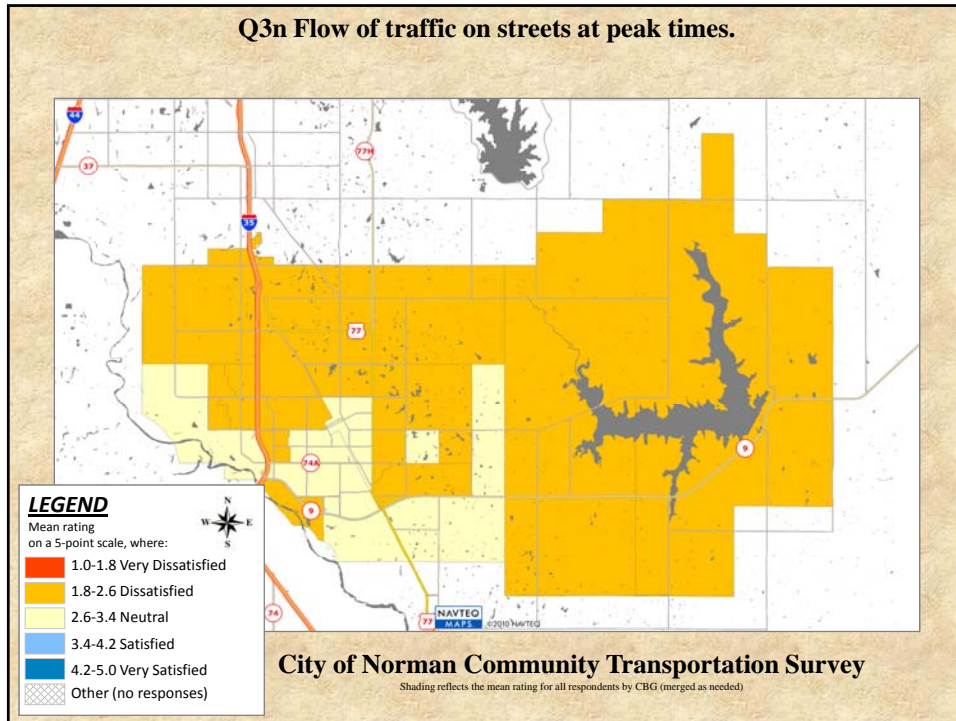 Q3n Flow of traffic on streets at peak times.
44
37
77H
35
77
9
74A
9
74
77
LEGEND
Mean rating
on a 5-point scale, where:
N
W E
S
1.0-1.8 Very Dissatisfied
1.8-2.6 Dissatisfied
2.6-3.4 Neutral
3.4-4.2 Satisfied
4.2-5.0 Very Satisfied
Other (no responses)
NAVTEQ
MAPS
©2010 NAVTEQ
City of Norman Community Transportation Survey
Shading reflects the mean rating for all respondents by CBG (merged as needed)